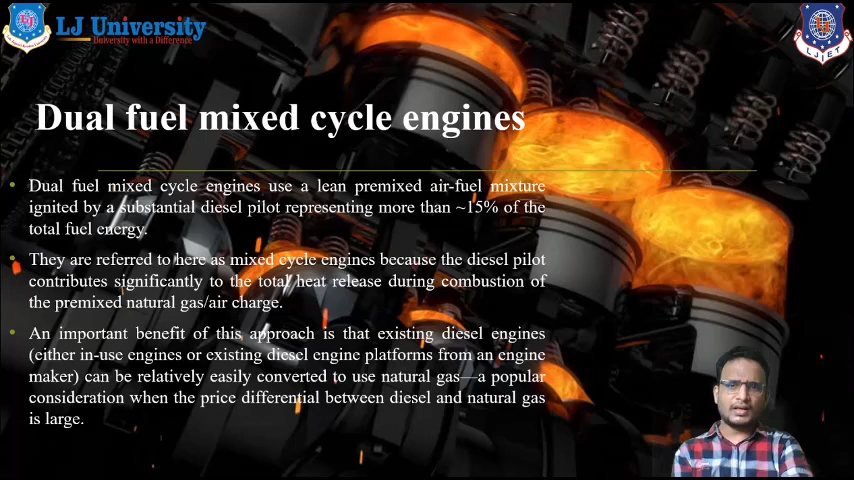 LJ University
University with a Difference
LJIET
Dual fuel mixed cycle engines
Dual fuel mixed cycle engines use a lean premixed air-fuel mixture
ignited by a substantial diesel pilot representing more than ~15% of the
total fuel energy.
They are referred to here as mixed cycle engines because the diesel pilot
contributes significantly to the total heat release during combustion of
the premixed natural gas/air charge.
An important benefit of this approach is that existing diesel engines
(either in-use engines or existing diesel engine platforms from an engine
maker) can be relatively easily converted to use natural gas—a popular
consideration when the price differential between diesel and natural gas
is large.